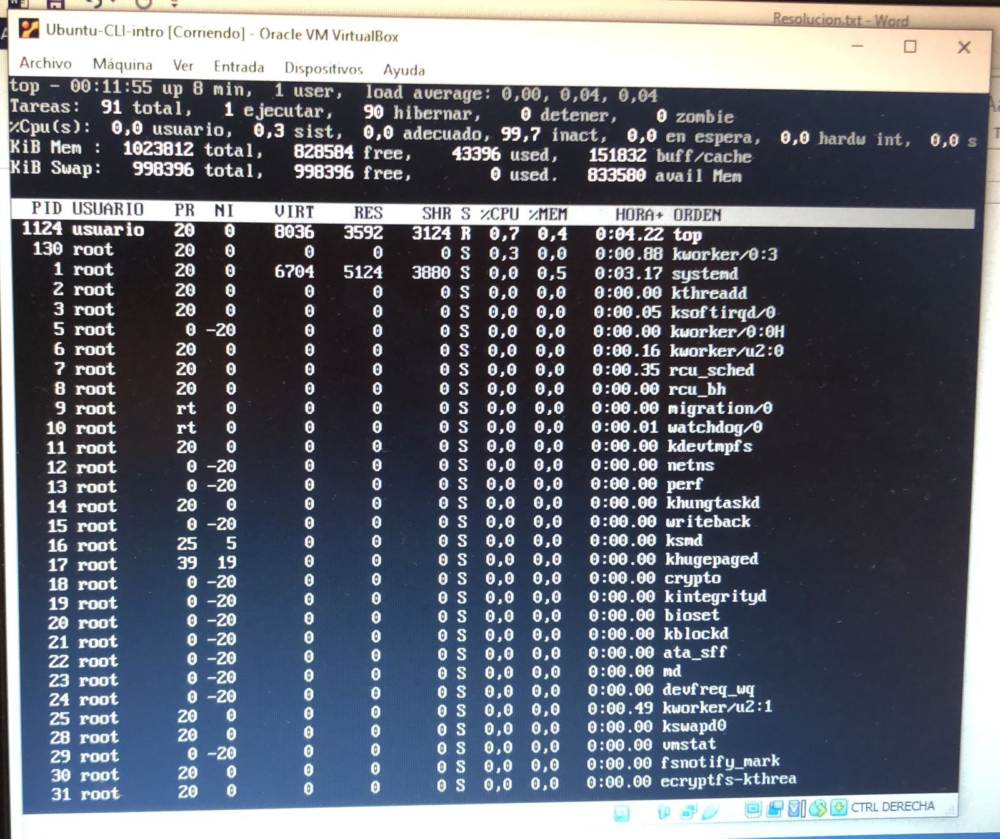 Resolucion.txt - Word
Ubuntu-CLI-intro [Corriendo] - Oracle VM VirtualBox
Archivo Máquina Ver Entrada Dispositivos Ayuda
top - 00:11:55 up 8 min, 1 user, load average: 0,00, 0,04, 0,04
Tareas: 91 total, 1 ejecutar, 90 hibernar, 0 detener, 0 zombie
%Cpu(s): 0,0 usuario, 0,3 sist, 0,0 adecuado, 99,7 inact, 0,0 en espera, 0,0 hardw int, 0,0 s
KiB Mem : 1023812 total, 828584 free, 43396 used, 151832 buff/cache
KiB Swap: 998396 total, 998396 free, 0 used. 833580 avail Mem
PID USUARIO PR NI VIRT RES SHR S %CPU %MEM HORA+ ORDEN
1124 usuario 20 0 8036 3592 3124 R 0,7 0,4 0:04.22 top
130 root 20 0 0 0 0 S 0,3 0,0 0:00.88 kworker/0:3
1 root 20 0 6704 5124 3880 S 0,0 0,5 0:03.17 systemd
2 root 20 0 0 0 0 S 0,0 0,0 0:00.00 kthreadd
3 root 20 0 0 0 0 S 0,0 0,0 0:00.05 ksoftirqd/0
5 root 0 -20 0 0 0 S 0,0 0,0 0:00.00 kworker/0:0H
6 root 20 0 0 0 0 S 0,0 0,0 0:00.16 kworker/u2:0
7 root 20 0 0 0 0 S 0,0 0,0 0:00.35 rcu_sched
8 root 20 0 0 0 0 S 0,0 0,0 0:00.00 rcu_bh
9 root rt 0 0 0 0 S 0,0 0,0 0:00.00 migration/0
10 root rt 0 0 0 0 S 0,0 0,0 0:00.01 watchdog/0
11 root 20 0 0 0 0 S 0,0 0,0 0:00.00 kdevtmpfs
12 root 0 -20 0 0 0 S 0,0 0,0 0:00.00 netns
13 root 0 -20 0 0 0 S 0,0 0,0 0:00.00 perf
14 root 20 0 0 0 0 S 0,0 0,0 0:00.00 khungtaskd
15 root 0 -20 0 0 0 S 0,0 0,0 0:00.00 writeback
16 root 25 5 0 0 0 S 0,0 0,0 0:00.00 ksmd
17 root 39 19 0 0 0 S 0,0 0,0 0:00.00 khugepaged
18 root 0 -20 0 0 0 S 0,0 0,0 0:00.00 crypto
19 root 0 -20 0 0 0 S 0,0 0,0 0:00.00 kintegrityd
20 root 0 -20 0 0 0 S 0,0 0,0 0:00.00 bioset
21 root 0 -20 0 0 0 S 0,0 0,0 0:00.00 kblockd
22 root 0 -20 0 0 0 S 0,0 0,0 0:00.00 ata_sff
23 root 0 -20 0 0 0 S 0,0 0,0 0:00.00 md
24 root 0 -20 0 0 0 S 0,0 0,0 0:00.00 devfreq_wq
25 root 20 0 0 0 0 S 0,0 0,0 0:00.49 kworker/u2:1
28 root 20 0 0 0 0 S 0,0 0,0 0:00.00 kswapd0
29 root 0 -20 0 0 0 S 0,0 0,0 0:00.00 vmstat
30 root 20 0 0 0 0 S 0,0 0,0 0:00.00 fsnotify_mark
31 root 20 0 0 0 0 S 0,0 0,0 0:00.00 ecryptfs-kthrea
CTRL DERECHA